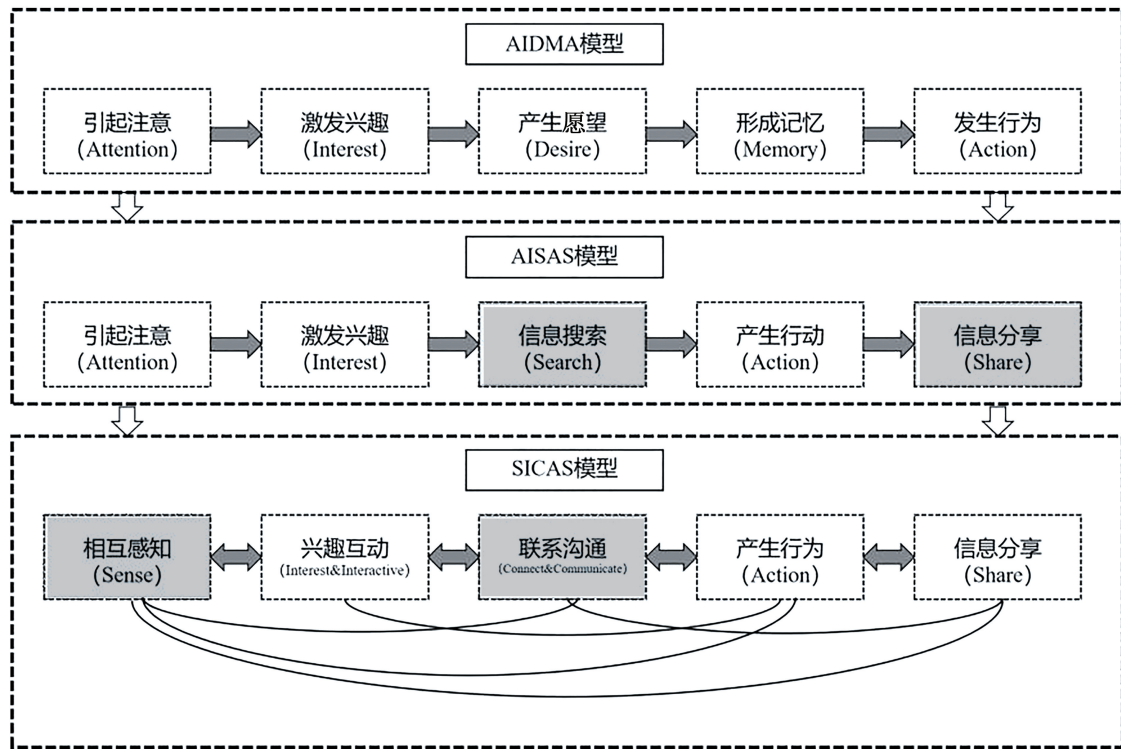 AIDMA模型
引起注意
（Attention）
激发兴趣
（Interest）
产生愿望
（Desire）
形成记忆
（Memory）
发生行为
（Action）
AISAS模型
引起注意
（Attention）
激发兴趣
（Interest）
信息搜索
（Search）
产生行动
（Action）
信息分享
（Share）
SICAS模型
相互感知
（Sense）
兴趣互动
（Interest&Interactive）
联系沟通
（Connect&Communicate）
产生行为
（Action）
信息分享
（Share）